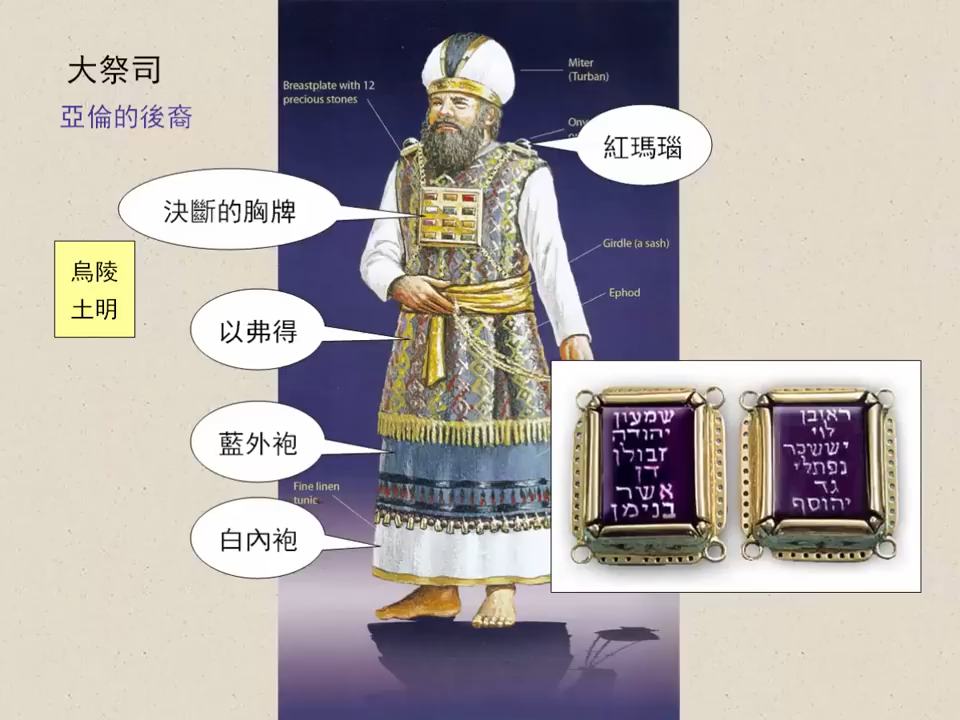 大祭司
亞倫的後裔
Breastplate with 12
precious stones
Miter
(Turban)
紅瑪瑙
決斷的胸牌
Girdle (a sash)
烏陵
土明
Ephod
以弗得
藍外袍
Fine linen
tunic
白內袍
שמעון
יהודה
זבולן
דן
אשר
בנימן
ראובן
לוי
יששכר
נפתלי
גד
יהוסף